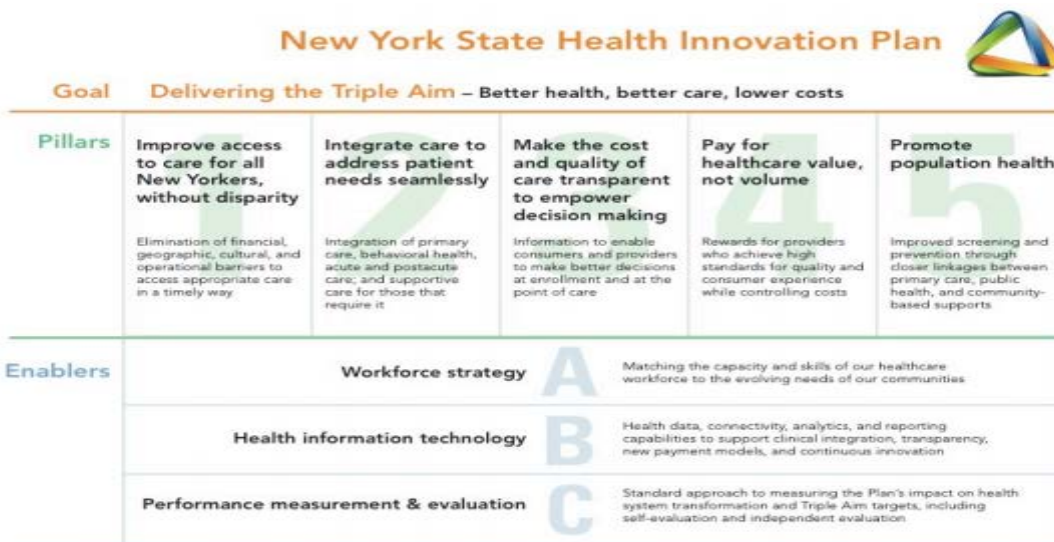 New York State Health Innovation Plan
Goal
Delivering the Triple Aim – Better health, better care, lower costs
Pillars
1
Improve access
to care for all
New Yorkers,
without disparity
Elimination of financial,
geographic, cultural, and
operational barriers to
access appropriate care
in a timely way
2
Integrate care to
address patient
needs seamlessly
Integration of primary
care, behavioral health,
acute and postacute
care; and supportive
care for those that
require it
3
Make the cost
and quality of
care transparent
to empower
decision making
Information to enable
consumers and providers
to make better decisions
at enrollment and at the
point of care
4
Pay for
healthcare value,
not volume
Rewards for providers
who achieve high
standards for quality and
consumer experience
while controlling costs
5
Promote
population health
Improved screening and
prevention through
closer linkages between
primary care, public
health, and community-
based supports
Enablers
Workforce strategy
A
Matching the capacity and skills of our healthcare
workforce to the evolving needs of our communities
Health information technology
B
Health data, connectivity, analytics, and reporting
capabilities to support clinical integration, transparency,
new payment models, and continuous innovation
Performance measurement & evaluation
C
Standard approach to measuring the Plan's impact on health
system transformation and Triple Aim targets, including
self-evaluation and independent evaluation